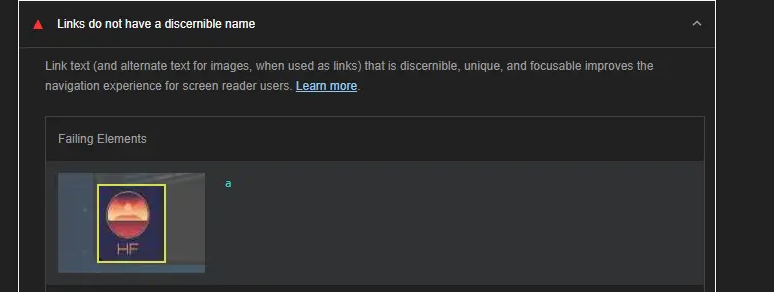 Links do not have a discernible name
Link text (and alternate text for images, when used as links) that is discernible, unique, and focusable improves the
navigation experience for screen reader users. Learn more.
Failing Elements
a
HF